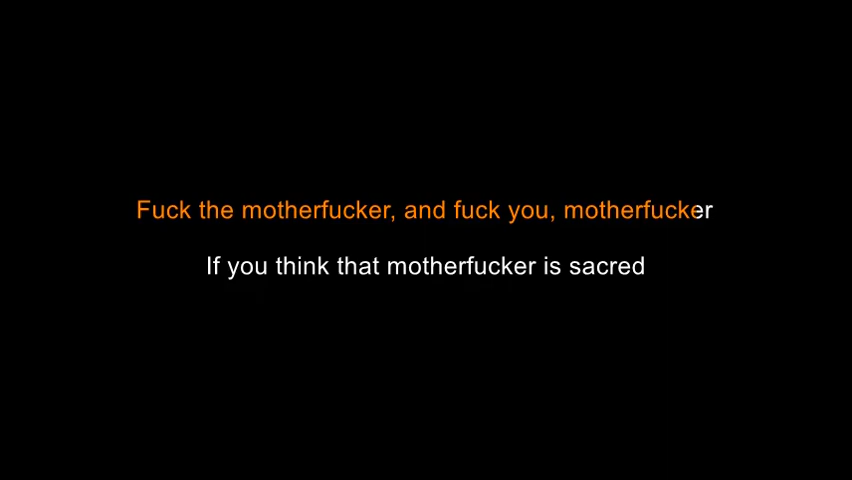 Fuck the motherfucker, and fuck you, motherfucker
If you think that motherfucker is sacred